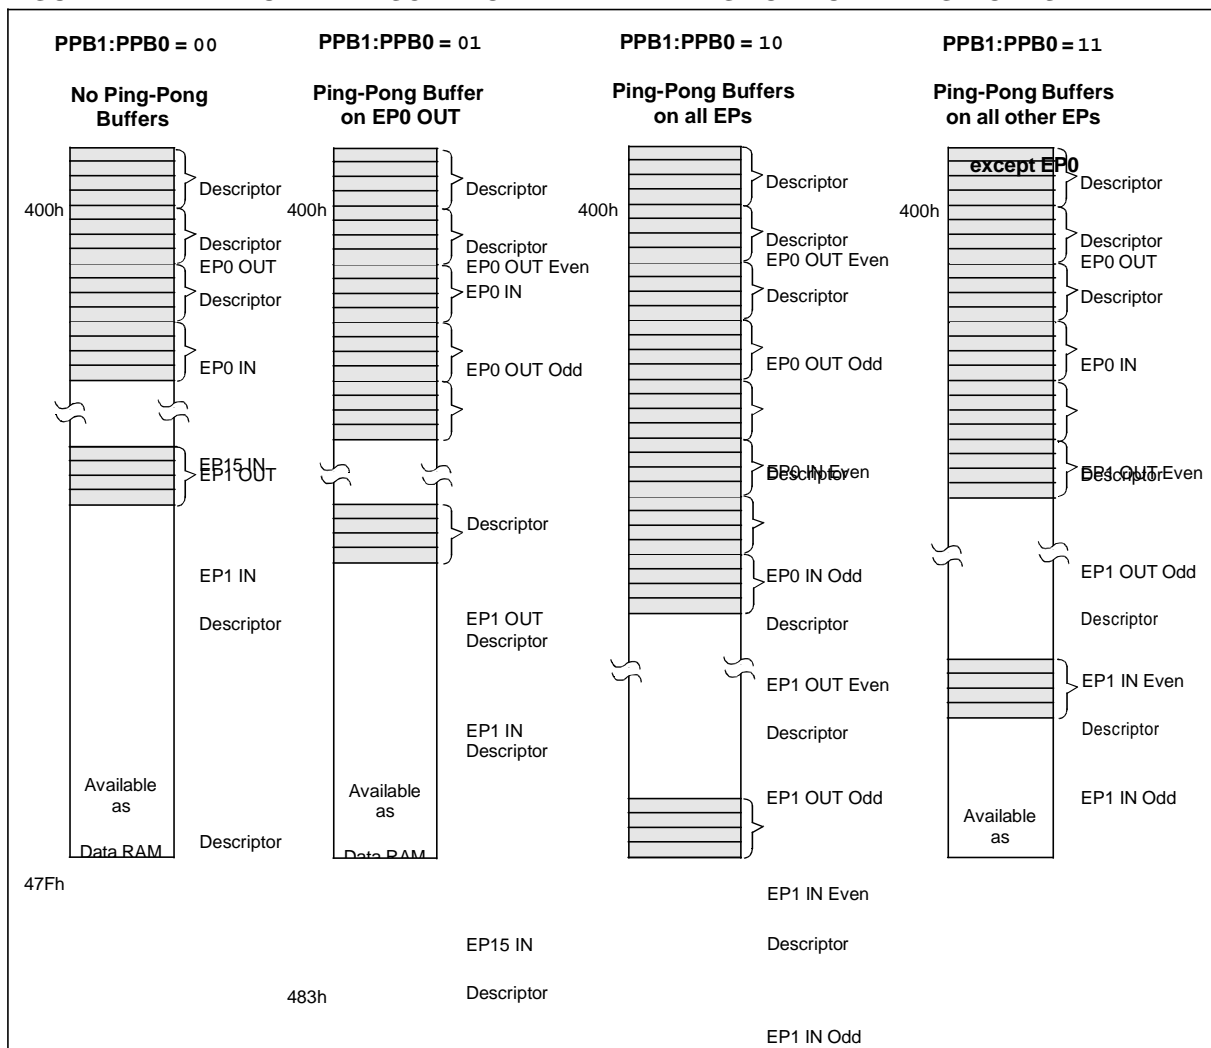 PPB1:PPB0 = 00
No Ping-Pong
Buffers
400h
Descriptor
Descriptor
EP0 OUT
Descriptor
EP0 IN
EP15 IN
EP1 OUT
EP1 IN
Descriptor
Available
as
Data RAM
Descriptor
47Fh
PPB1:PPB0 = 01
Ping-Pong Buffer
on EP0 OUT
400h
Descriptor
Descriptor
EP0 OUT Even
EP0 IN
EP0 OUT Odd
Descriptor
EP1 OUT
Descriptor
EP1 IN
Descriptor
Available
as
Data RAM
EP15 IN
Descriptor
483h
PPB1:PPB0 = 10
Ping-Pong Buffers
on all EPs
400h
Descriptor
Descriptor
EP0 OUT Even
Descriptor
EP0 OUT Odd
EP0 IN Even
Descriptor
EP0 IN Odd
Descriptor
EP1 OUT Even
Descriptor
EP1 OUT Odd
EP1 IN Even
Descriptor
EP1 IN Odd
PPB1:PPB0 = 11
Ping-Pong Buffers
on all other EPs
except EP0
400h
Descriptor
Descriptor
EP0 OUT
Descriptor
EP0 IN
EP1 OUT Even
Descriptor
EP1 OUT Odd
Descriptor
EP1 IN Even
Descriptor
EP1 IN Odd
Available
as